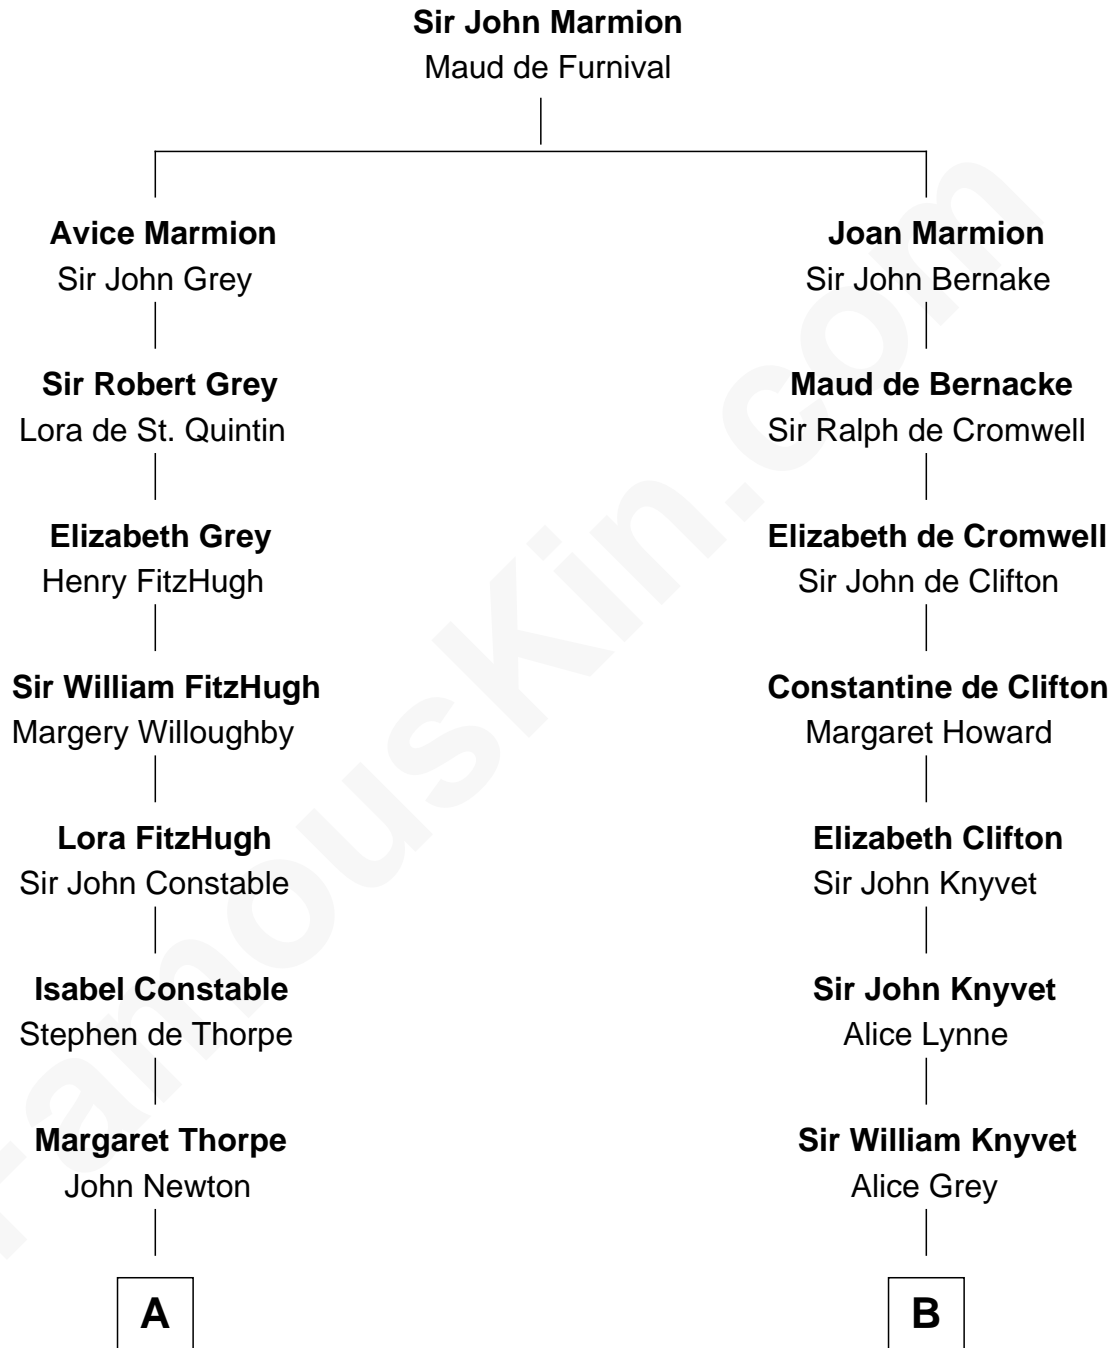 Sir John Marmion
Maud de Furnival
Avice Marmion
Sir John Grey
Joan Marmion
Sir John Bernake
Sir Robert Grey
Lora de St. Quintin
Maud de Bernacke
Sir Ralph de Cromwell
Elizabeth Grey
Henry FitzHugh
Elizabeth de Cromwell
Sir John de Clifton
Sir William FitzHugh
Margery Willoughby
Constantine de Clifton
Margaret Howard
Lora FitzHugh
Sir John Constable
Elizabeth Clifton
Sir John Knyvet
Isabel Constable
Stephen de Thorpe
Sir John Knyvet
Alice Lynne
Margaret Thorpe
John Newton
Sir William Knyvet
Alice Grey
A
B
FamousKin.com